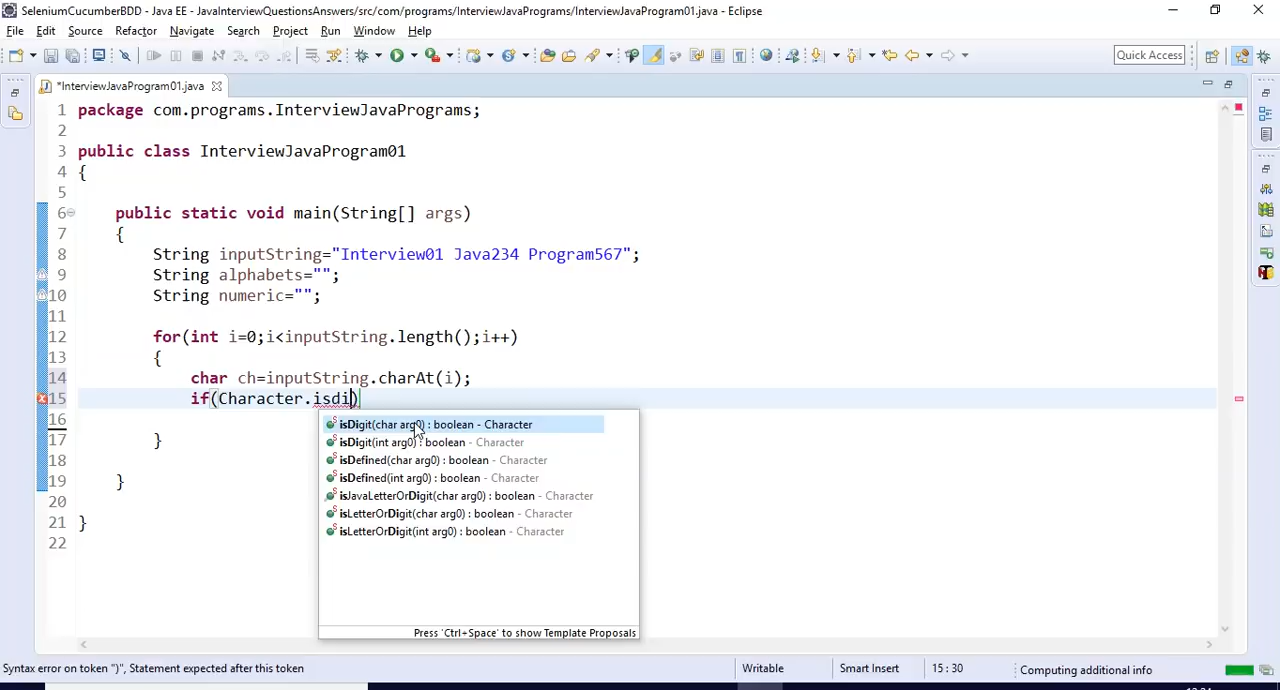 SeleniumCucumberBDD - Java EE - JavaInterviewQuestionsAnswers/src/com/programs/InterviewJavaPrograms/InterviewJavaProgram01.java - Eclipse
File Edit Source Refactor Navigate Search Project Run Window Help
Quick Access
*InterviewJavaProgram01.java
1 package com.programs.InterviewJavaPrograms;
2
3 public class InterviewJavaProgram01
4 {
5
6 public static void main(String[] args)
7 {
8 String inputString="Interview01 Java234 Program567";
9 String alphabets="";
10 String numeric="";
11
12 for(int i=0;i<inputString.length();i++)
13 {
14 char ch=inputString.charAt(i);
15 if(Character.isdi)
16
17 }
18
19 }
20
21 }
22
isDigit(char arg0) : boolean - Character
isDigit(int arg0) : boolean - Character
isDefined(char arg0) : boolean - Character
isDefined(int arg0) : boolean - Character
isJavaLetterOrDigit(char arg0) : boolean - Character
isLetterOrDigit(char arg0) : boolean - Character
isLetterOrDigit(int arg0) : boolean - Character
Press 'Ctrl+Space' to show Template Proposals
Syntax error on token ")", Statement expected after this token Writable Smart Insert 15 : 30 Computing additional info